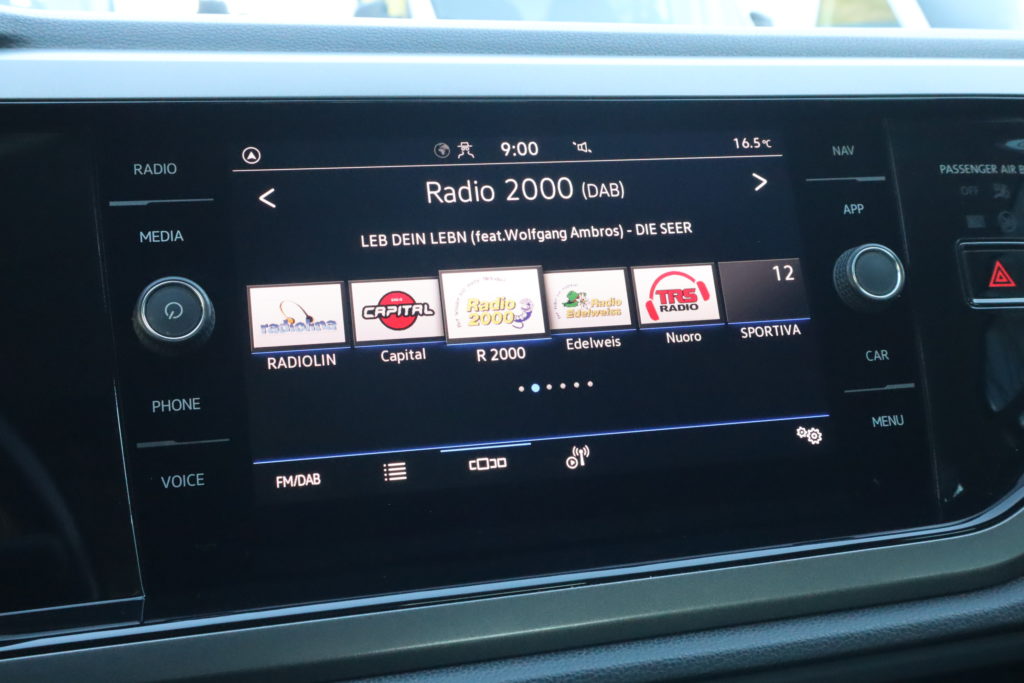 RADIO
MEDIA
PHONE
VOICE
9:00
16.5°C
Radio 2000 (DAB)
LEB DEIN LEBN (feat.Wolfgang Ambros) - DIE SEER
radiolina
CAPITAL
Radio
2000
Radio
Edelweiss
TRS
RADIO
12
RADIOLIN
Capital
R 2000
Edelweis
Nuoro
SPORTIVA
FM/DAB
NAV
APP
CAR
MENU
PASSENGER AIR B
OFF